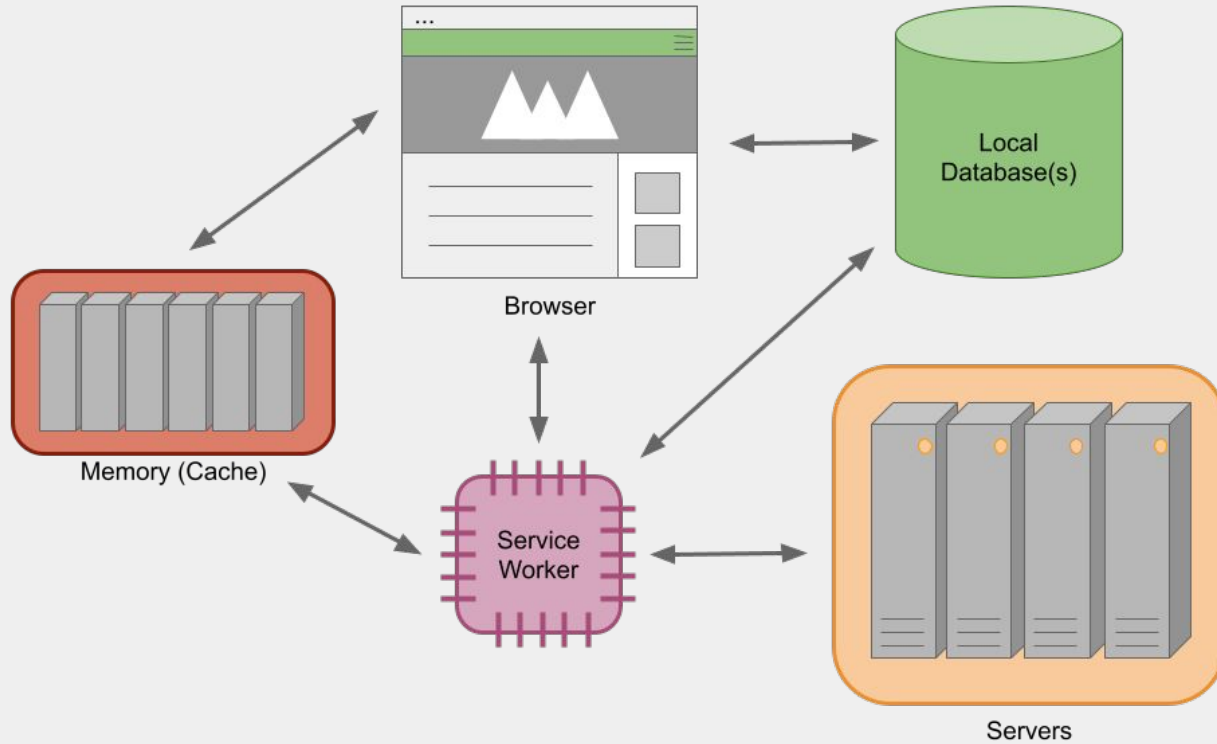 ...
Local
Database(s)
Browser
Memory (Cache)
Service
Worker
Servers